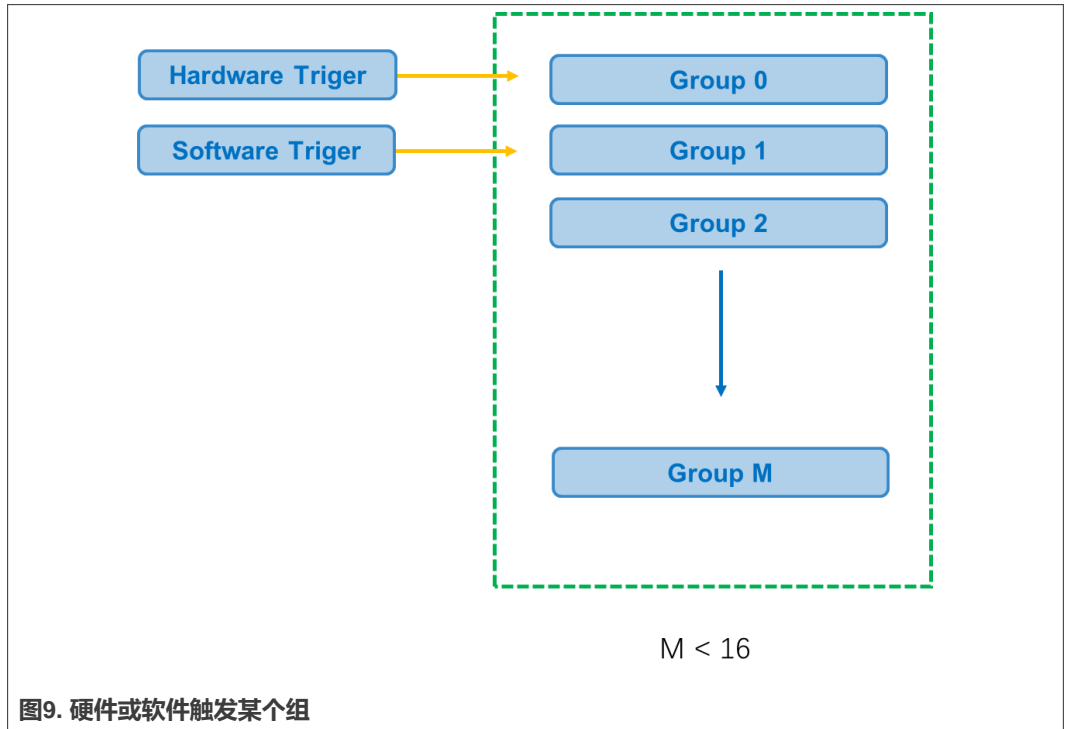 Hardware Triger
Group 0
Software Triger
Group 1
Group 2
Group M
M < 16
图9. 硬件或软件触发某个组